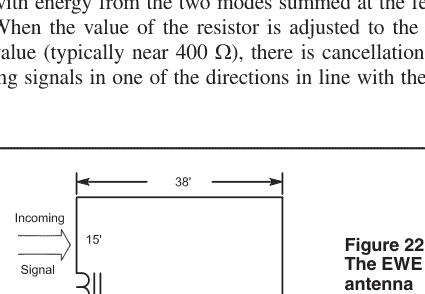 with energy from the two modes summed at the
When the value of the resistor is adjusted to the
value (typically near 400 Ω), there is cancellation
ng signals in one of the directions in line with the
38'
Incoming
15'
Signal
Figure 22
The EWE
antenna